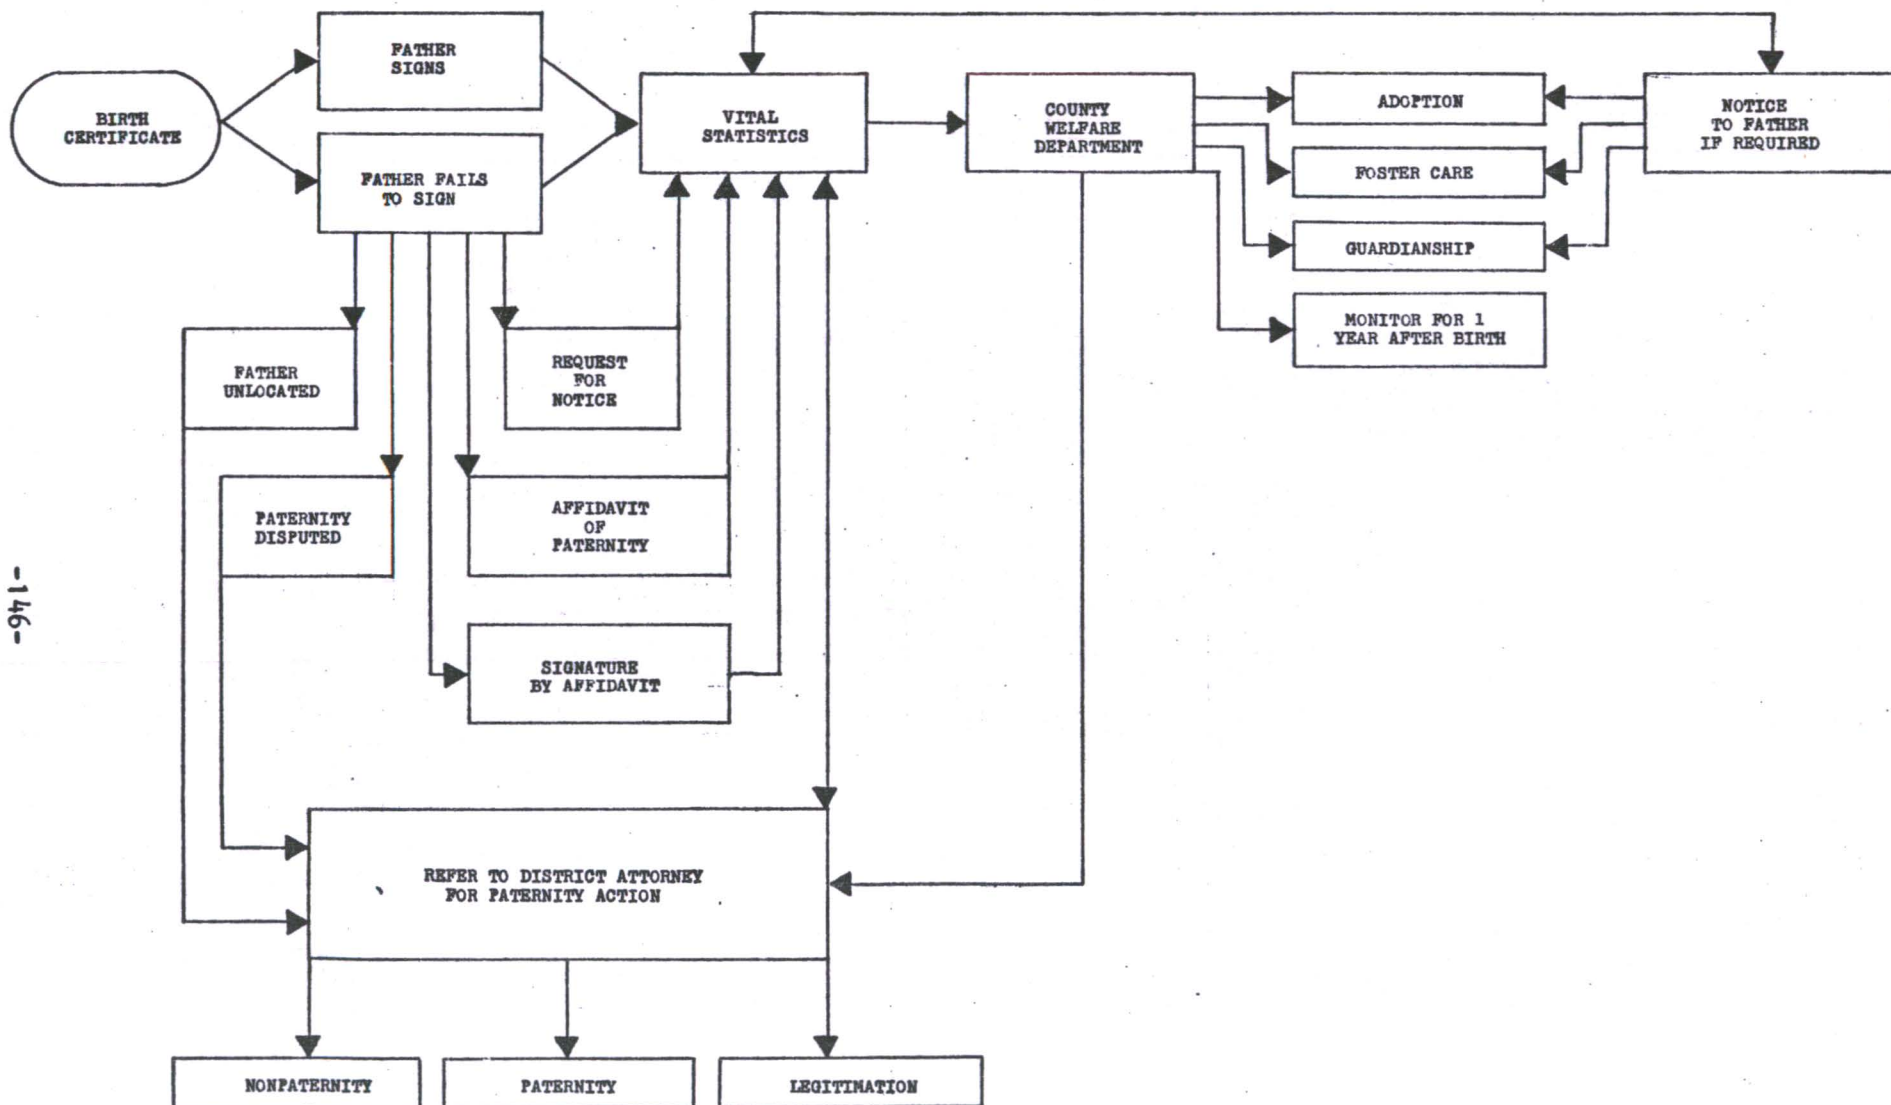 BIRTH
CERTIFICATE
FATHER
SIGNS
FATHER FAILS
TO SIGN
VITAL
STATISTICS
COUNTY
WELFARE
DEPARTMENT
ADOPTION
FOSTER CARE
GUARDIANSHIP
MONITOR FOR 1
YEAR AFTER BIRTH
NOTICE
TO FATHER
IF REQUIRED
FATHER
UNLOCATED
REQUEST
FOR
NOTICE
PATERNITY
DISPUTED
AFFIDAVIT
OF
PATERNITY
SIGNATURE
BY AFFIDAVIT
REFER TO DISTRICT ATTORNEY
FOR PATERNITY ACTION
NONPATERNITY
PATERNITY
LEGITIMATION
-146-